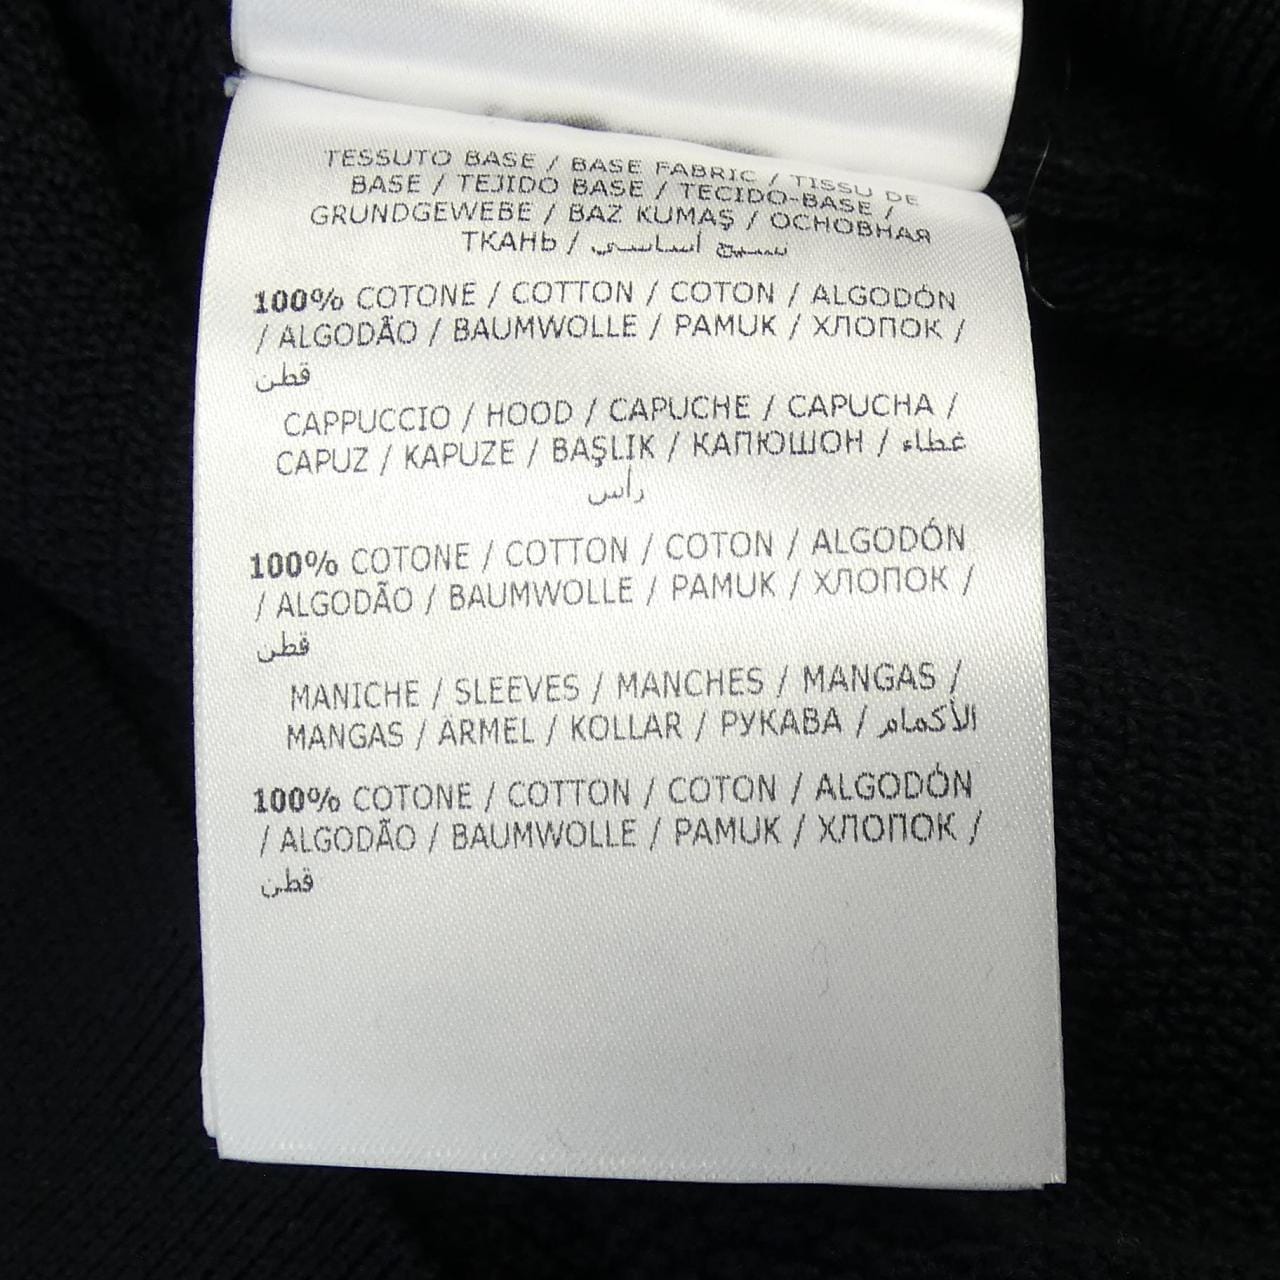 TESSUTO BASE / BASE FABRIC / TISSU DE
BASE / TEJIDO BASE / TECIDO-BASE /
GRUNDGEWEBE / BAZ KUMAŞ / ОСНОВНАЯ
ТКАНЬ / نسيج أساسي
100% COTONE / COTTON / COTON / ALGODÓN
/ ALGODÃO / BAUMWOLLE / PAMUK / ХЛОПОК /
قطن
CAPPUCCIO / HOOD / CAPUCHE / CAPUCHA /
CAPUZ / KAPUZE / BAŞLIK / КАПЮШОН / غطاء
رأس
100% COTONE / COTTON / COTON / ALGODÓN
/ ALGODÃO / BAUMWOLLE / PAMUK / ХЛОПОК /
قطن
MANICHE / SLEEVES / MANCHES / MANGAS /
MANGAS / ÄRMEL / KOLLAR / РУКАВА / الأكمام
100% COTONE / COTTON / COTON / ALGODÓN
/ ALGODÃO / BAUMWOLLE / PAMUK / ХЛОПОК /
قطن